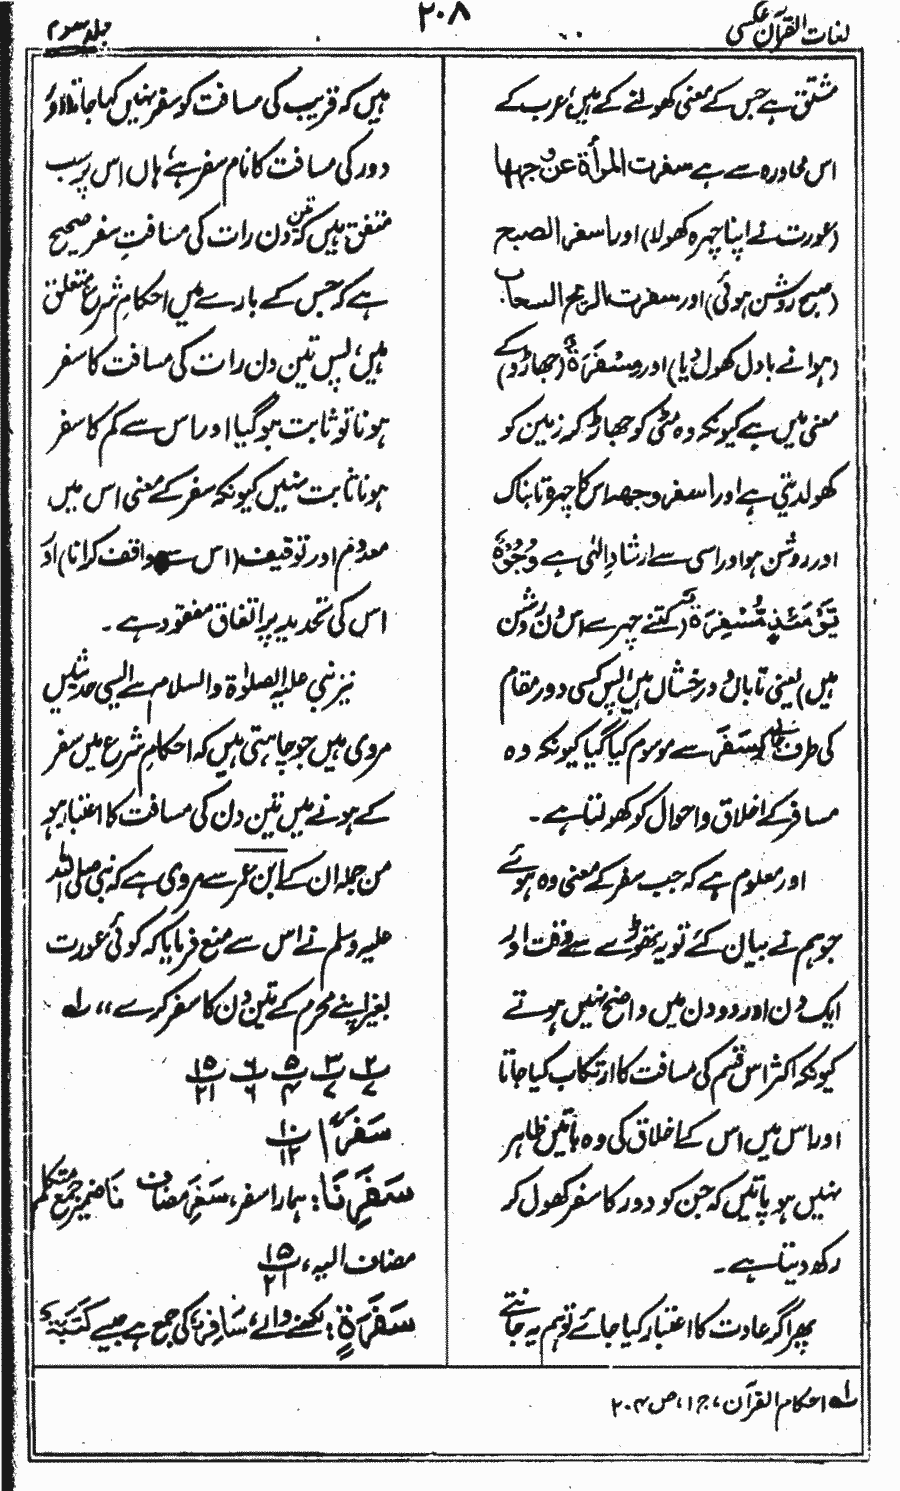 لغات القرآن عکسی
۲۰۸
جلد سوم
مشتق ہے جس کے معنی کھولنے کے ہیں، عرب کے
اس محاورہ سے ہے سفرت المرأۃ عن وجہہا
(عورت نے اپنا چہرہ کھولا) اور اسفر الصبح
(صبح روشن ہوئی) اور سفرت الریح السحاب
(ہوا نے بادل کھول دیا) اور مِسْفَرَۃ (جھاڑو) کے
معنی میں ہے کیونکہ وہ مٹی کو جھاڑ کر زمین کو
کھول دیتی ہے اور اسفر وجھہ اس کا چہرہ تابناک
اور روشن ہوا اور اسی سے ارشادِ الٰہی ہے وُجُوْہٌ
یَّوْمَئِذٍ مُّسْفِرَۃٌ (کتنے چہرے اس دن روشن
ہیں) یعنی تاباں و درخشاں ہیں، پس کسی دور مقام
کی طرف جانے کو سَفَر سے موسوم کیا گیا کیونکہ وہ
مسافر کے اخلاق و احوال کو کھولتا ہے۔
اور معلوم ہے کہ جب سفر کے معنی وہ ہوئے
جو ہم نے بیان کئے تو یہ تھوڑے سے وقت اور
ایک دن اور دو دن میں واضح نہیں ہوتے
کیونکہ اکثر اس قسم کی مسافت کا ارتکاب کیا جاتا
اور اس میں اس کے اخلاق کی وہ باتیں ظاہر
نہیں ہو پاتیں کہ جن کو دور کا سفر کھول کر
رکھ دیتا ہے۔
پھر اگر عادت کا اعتبار کیا جائے تو ہم یہ جانتے
ہیں کہ قریب کی مسافت کو سفر نہیں کہا جاتا اور
دور کی مسافت کا نام سفر ہے، ہاں اس پر سب
متفق ہیں کہ تین دن رات کی مسافت سفرِ صحیح
ہے کہ جس کے بارے میں احکامِ شرع متعلق
ہیں، پس تین دن رات کی مسافت کا سفر
ہونا تو ثابت ہو گیا اور اس سے کم کا سفر
ہونا ثابت نہیں کیونکہ سفر کے معنی اس میں
معدوم اور توقیف (اس سے واقف کرانا) اور
اس کی تحدید پر اتفاق مفقود ہے۔
نیز نبی علیہ الصلوٰۃ والسلام سے ایسی حدیثیں
مروی ہیں جو چاہتی ہیں کہ احکامِ شرع میں سفر
کے ہونے میں تین دن کی مسافت کا اعتبار ہو
من جملہ ان کے ابن عمر سے مروی ہے کہ نبی صلی اللہ
علیہ وسلم نے اس سے منع فرمایا کہ کوئی عورت
بغیر اپنے محرم کے تین دن کا سفر کرے،، لہ
۲/۷ ۳/۷ ۵/۴ ۶/۶ ۱۵/۲۱
سَفَرًا ۱۰/۱۲
سَفَرِنَا: ہمارا سفر، سَفَرِ مضاف نَا ضمیر جمع متکلم
مضاف الیہ، ۱۵/۲۱
سَفَرَۃٍ: لکھنے والے، سَافِرٌ، کی جمع ہے جیسے کَتَبَۃٌ،
لہ احکام القرآن، ج ۱، ص ۲۰۴